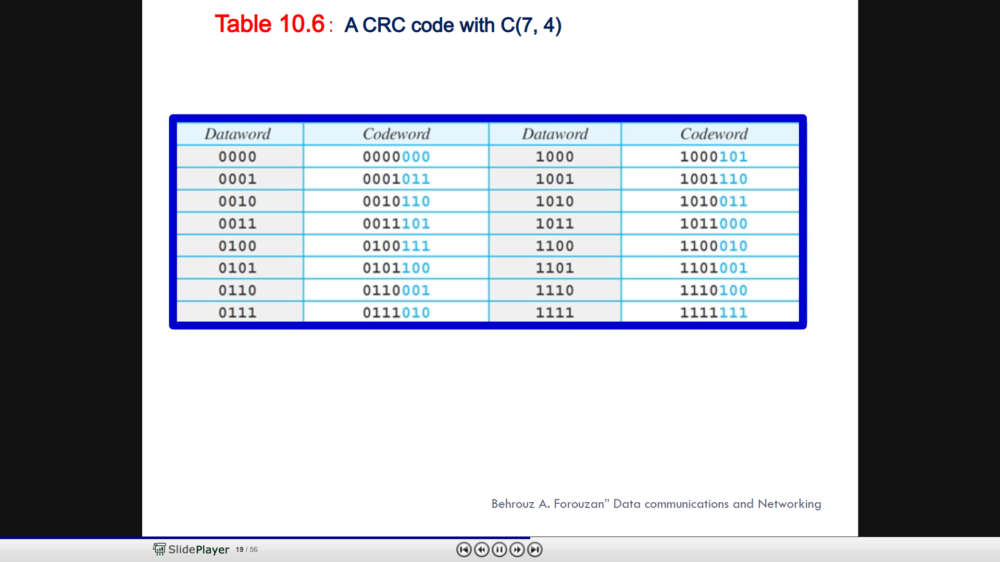 Table 10.6 : A CRC code with C(7, 4)
Dataword Codeword Dataword Codeword
0000 0000000 1000 1000101
0001 0001011 1001 1001110
0010 0010110 1010 1010011
0011 0011101 1011 1011000
0100 0100111 1100 1100010
0101 0101100 1101 1101001
0110 0110001 1110 1110100
0111 0111010 1111 1111111
Behrouz A. Forouzan” Data communications and Networking
SlidePlayer 19 / 56